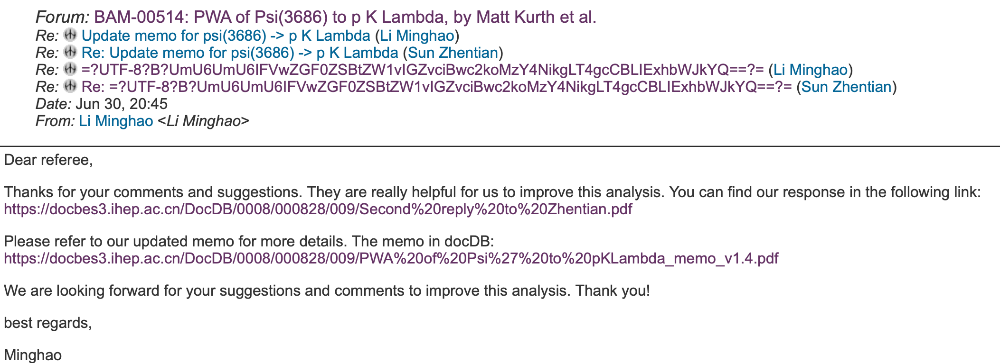 Forum: BAM-00514: PWA of Psi(3686) to p K Lambda, by Matt Kurth et al.
Re: Update memo for psi(3686) -> p K Lambda (Li Minghao)
Re: Re: Update memo for psi(3686) -> p K Lambda (Sun Zhentian)
Re: =?UTF-8?B?UmU6UmU6IFVwZGF0ZSBtZW1vIGZvciBwc2koMzY4NikgLT4gcCBLIExhbWJkYQ==?= (Li Minghao)
Re: Re: =?UTF-8?B?UmU6UmU6IFVwZGF0ZSBtZW1vIGZvciBwc2koMzY4NikgLT4gcCBLIExhbWJkYQ==?= (Sun Zhentian)
Date: Jun 30, 20:45
From: Li Minghao <Li Minghao>
Dear referee,
Thanks for your comments and suggestions. They are really helpful for us to improve this analysis. You can find our response in the following link:
https://docbes3.ihep.ac.cn/DocDB/0008/000828/009/Second%20reply%20to%20Zhentian.pdf
Please refer to our updated memo for more details. The memo in docDB:
https://docbes3.ihep.ac.cn/DocDB/0008/000828/009/PWA%20of%20Psi%27%20to%20pKLambda_memo_v1.4.pdf
We are looking forward for your suggestions and comments to improve this analysis. Thank you!
best regards,
Minghao